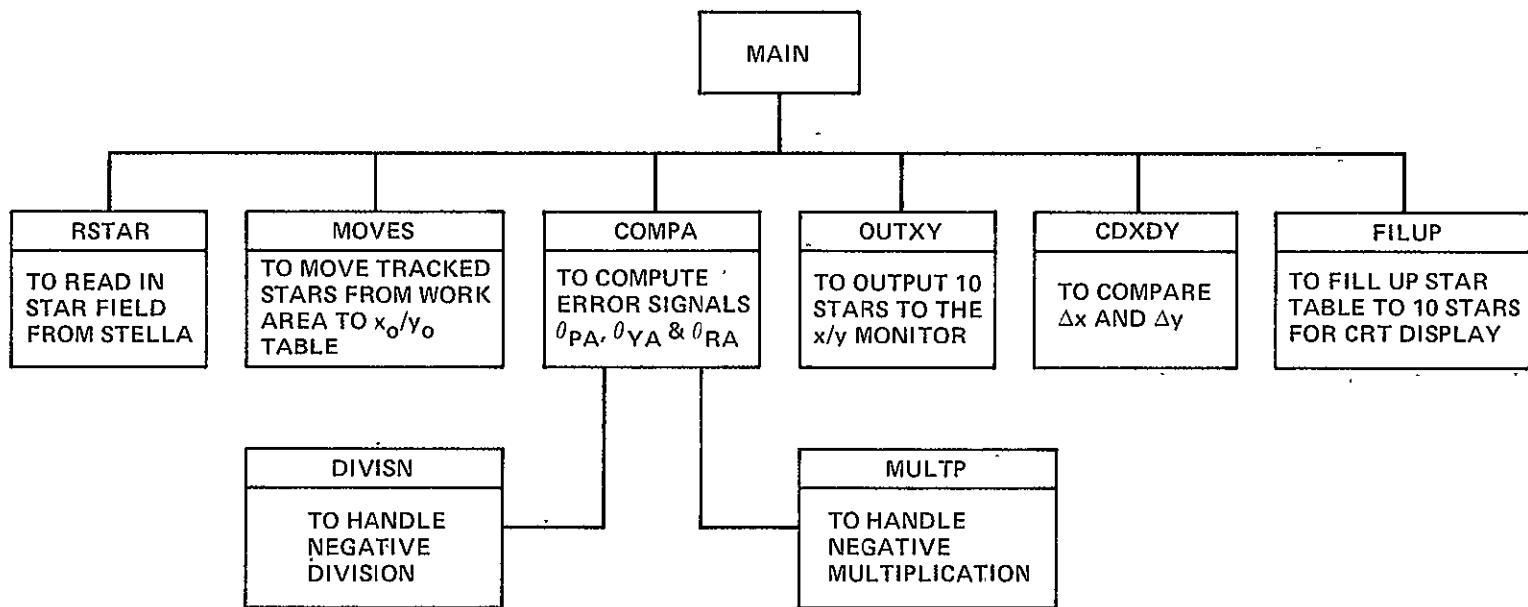 MAIN
RSTAR
TO READ IN
STAR FIELD
FROM STELLA
MOVES
TO MOVE TRACKED
STARS FROM WORK
AREA TO x₀/y₀
TABLE
COMPA
TO COMPUTE
ERROR SIGNALS
θPA, θYA & θRA
OUTXY
TO OUTPUT 10
STARS TO THE
x/y MONITOR
CDXDY
TO COMPARE
Δx AND Δy
FILUP
TO FILL UP STAR
TABLE TO 10 STARS
FOR CRT DISPLAY
DIVISN
TO HANDLE
NEGATIVE
DIVISION
MULTP
TO HANDLE
NEGATIVE
MULTIPLICATION